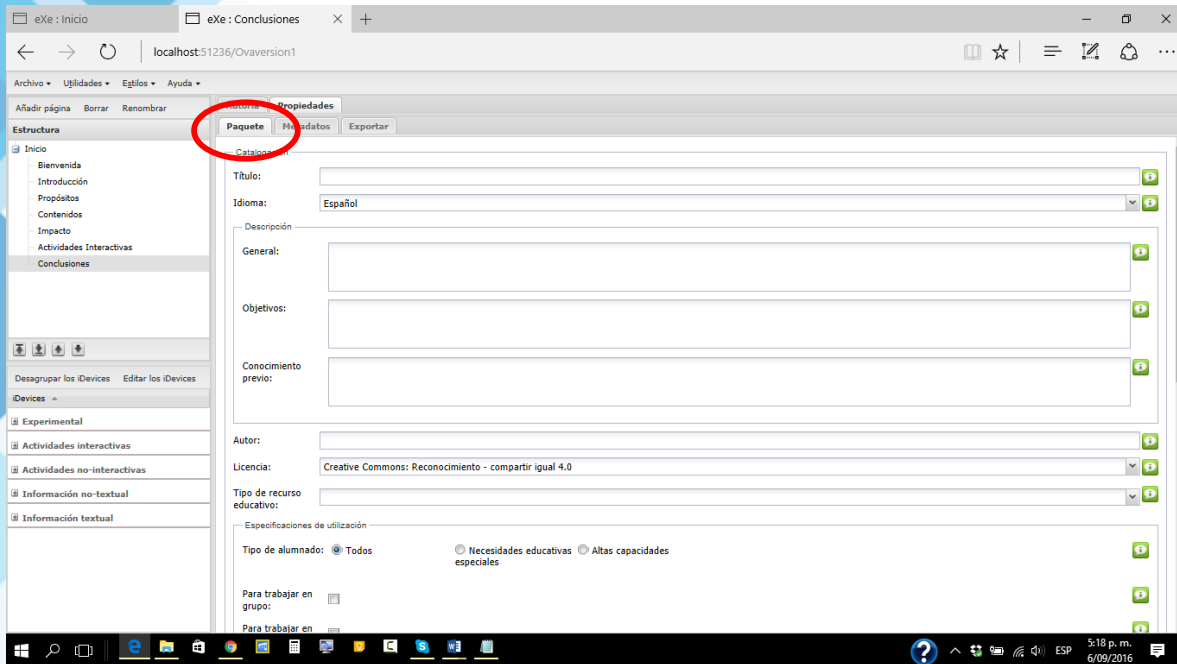 eXe : Inicio
eXe : Conclusiones
localhost:51236/Ovaversion1
Archivo Utilidades Estilos Ayuda
Añadir página Borrar Renombrar
Estructura
Inicio
Bienvenida
Introducción
Propósitos
Contenidos
Impacto
Actividades Interactivas
Conclusiones
Desagrupar los iDevices Editar los iDevices
iDevices
Experimental
Actividades interactivas
Actividades no-interactivas
Información no-textual
Información textual
Autoría Propiedades
Paquete Metadatos Exportar
Catalogación
Título:
Idioma: Español
Descripción
General:
Objetivos:
Conocimiento
previo:
Autor:
Licencia: Creative Commons: Reconocimiento - compartir igual 4.0
Tipo de recurso
educativo:
Especificaciones de utilización
Tipo de alumnado: Todos Necesidades educativas Altas capacidades
especiales
Para trabajar en
grupo:
Para trabajar en
ESP
5:18 p. m.
6/09/2016